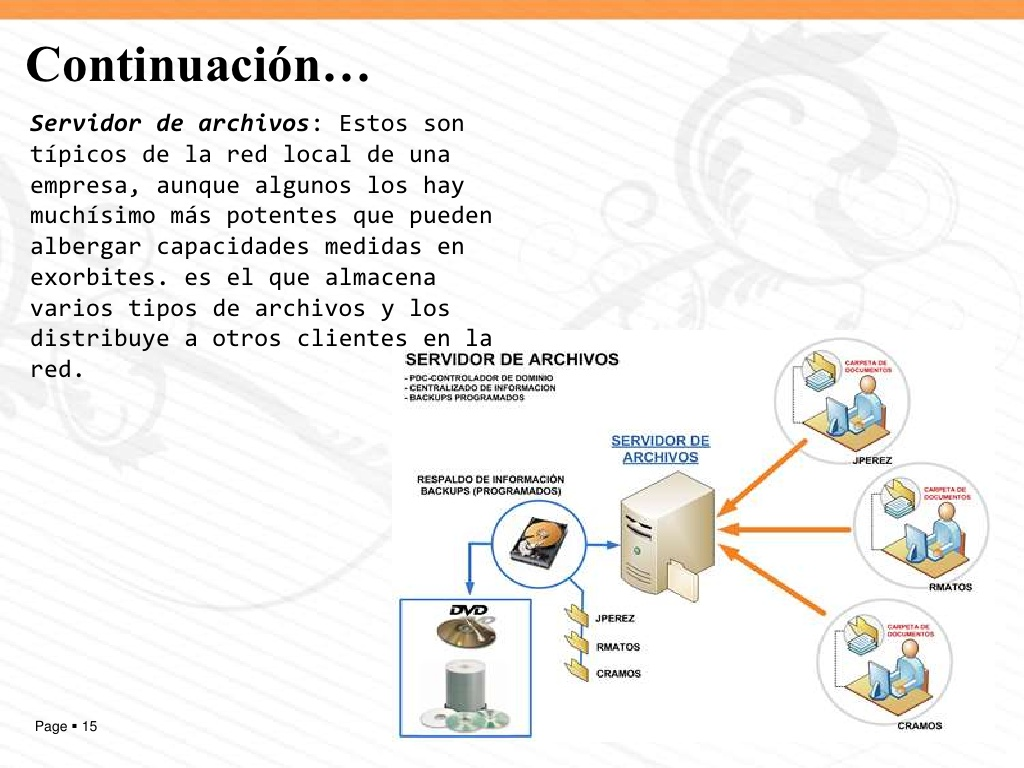 Continuación…
Servidor de archivos: Estos son
típicos de la red local de una
empresa, aunque algunos los hay
muchísimo más potentes que pueden
albergar capacidades medidas en
exorbites. es el que almacena
varios tipos de archivos y los
distribuye a otros clientes en la
red.
SERVIDOR DE ARCHIVOS
- PDC-CONTROLADOR DE DOMINIO
- CENTRALIZADO DE INFORMACION
- BACKUPS PROGRAMADOS
CARPETA DE
DOCUMENTOS
JPEREZ
SERVIDOR DE
ARCHIVOS
RESPALDO DE INFORMACIÓN
BACKUPS (PROGRAMADOS)
CARPETA DE
DOCUMENTOS
RMATOS
DVD
JPEREZ
RMATOS
CRAMOS
CARPETA DE
DOCUMENTOS
CRAMOS
Page ▪ 15